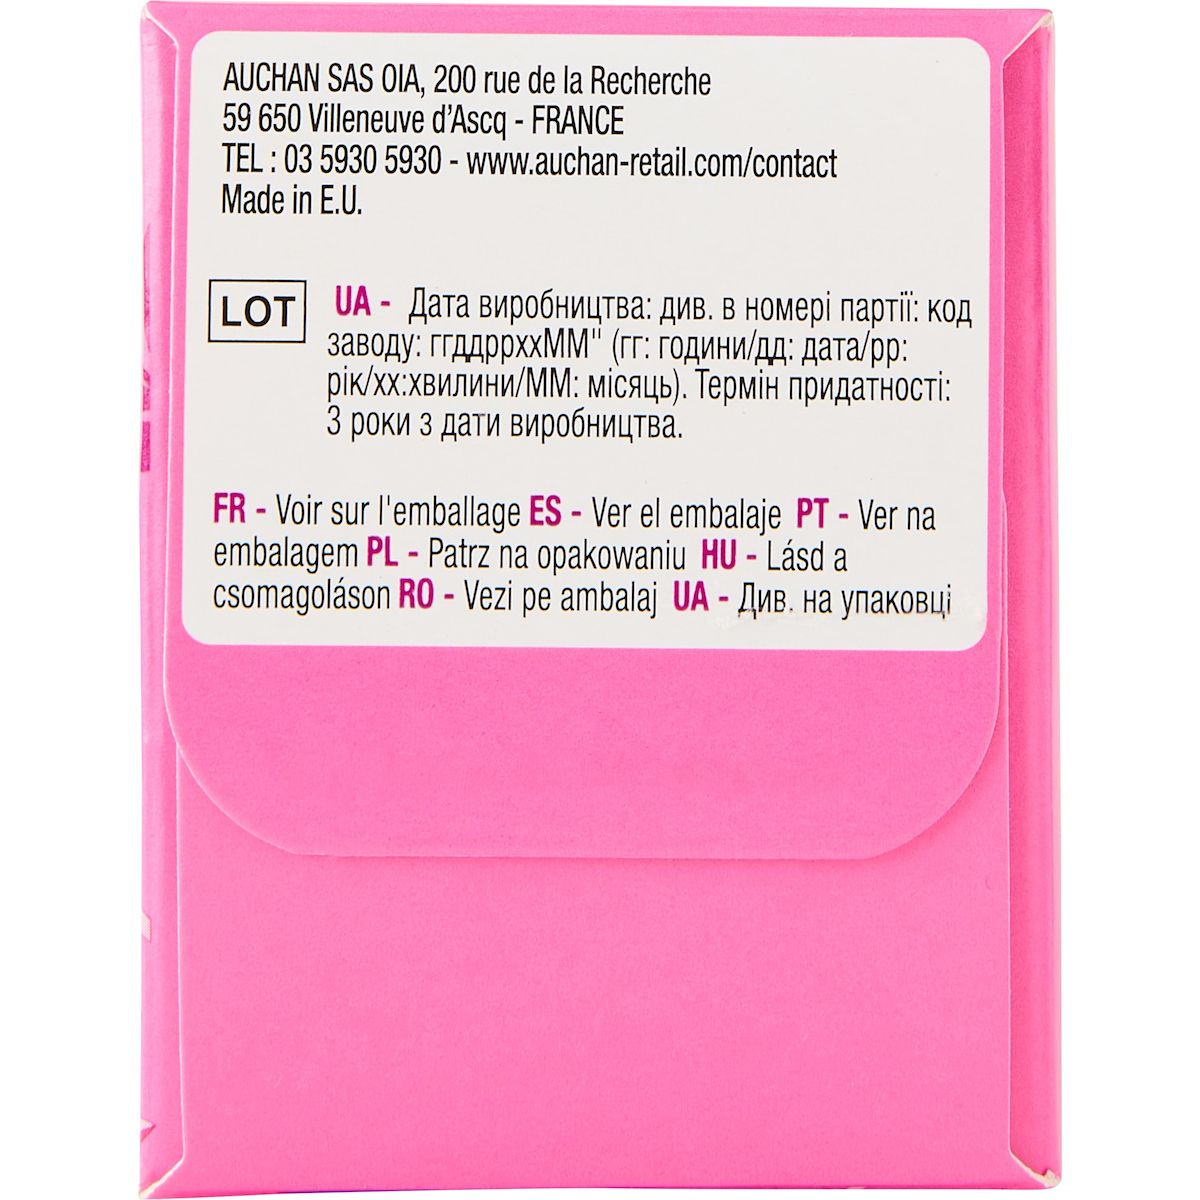 AUCHAN SAS OIA, 200 rue de la Recherche
59 650 Villeneuve d'Ascq - FRANCE
TEL : 03 5930 5930 - www.auchan-retail.com/contact
Made in E.U.
LOT
UA - Дата виробництва: див. в номері партії: код
заводу: ггддррххММ" (гг: години/дд: дата/рр:
рік/хх:хвилини/ММ: місяць). Термін придатності:
3 роки з дати виробництва.
FR - Voir sur l'emballage ES - Ver el embalaje PT - Ver na
embalagem PL - Patrz na opakowaniu HU - Lásd a
csomagoláson RO - Vezi pe ambalaj UA - Див. на упаковці